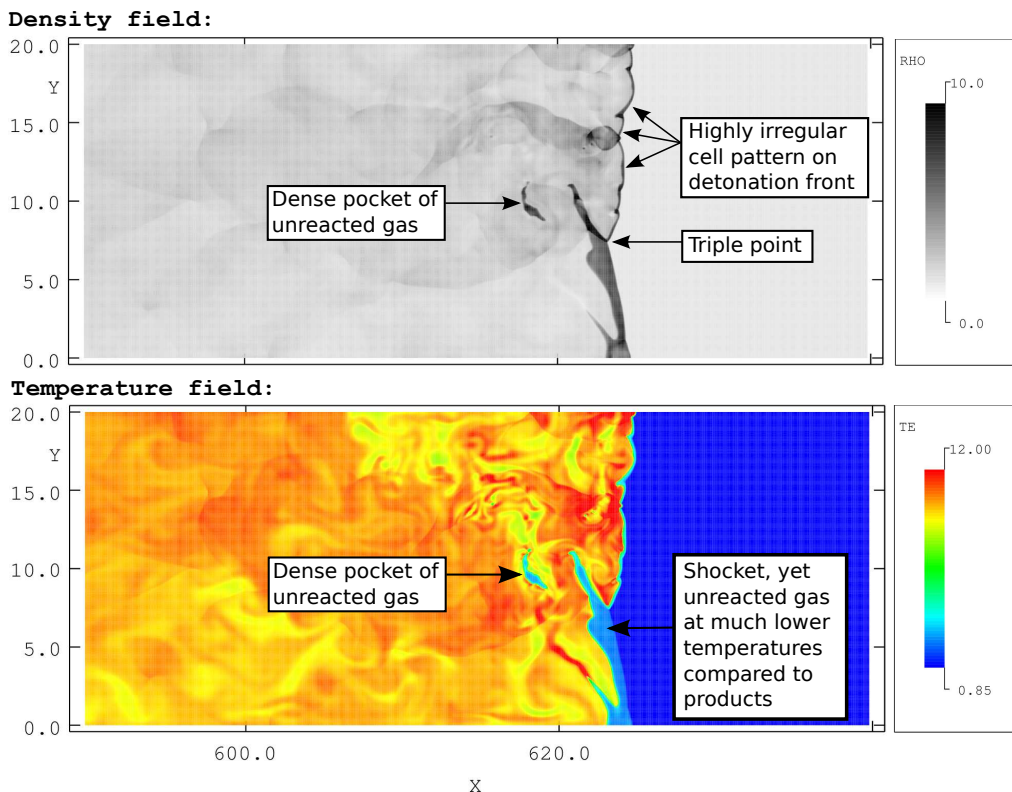 Density field:
20.0
Y
15.0
10.0
5.0
0.0
Highly irregular
cell pattern on
detonation front
Dense pocket of
unreacted gas
Triple point
RHO
10.0
0.0
Temperature field:
20.0
Y
15.0
10.0
5.0
0.0
Dense pocket of
unreacted gas
Shocket, yet
unreacted gas
at much lower
temperatures
compared to
products
TE
12.00
0.85
600.0
620.0
X